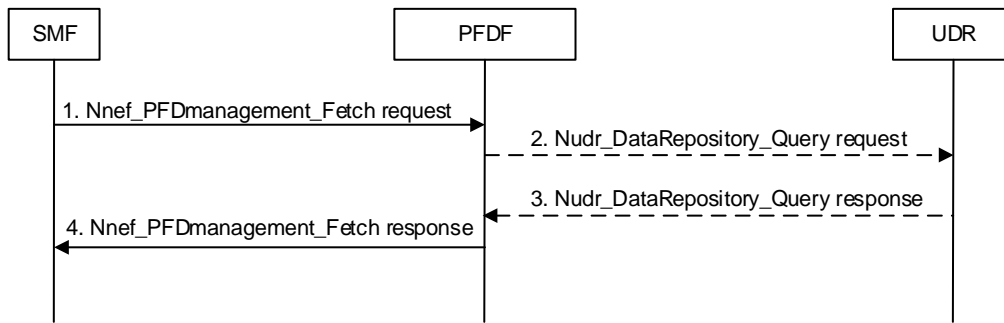 SMF
PFDF
UDR
1. Nnef_PFDmanagement_Fetch request
2. Nudr_DataRepository_Query request
3. Nudr_DataRepository_Query response
4. Nnef_PFDmanagement_Fetch response